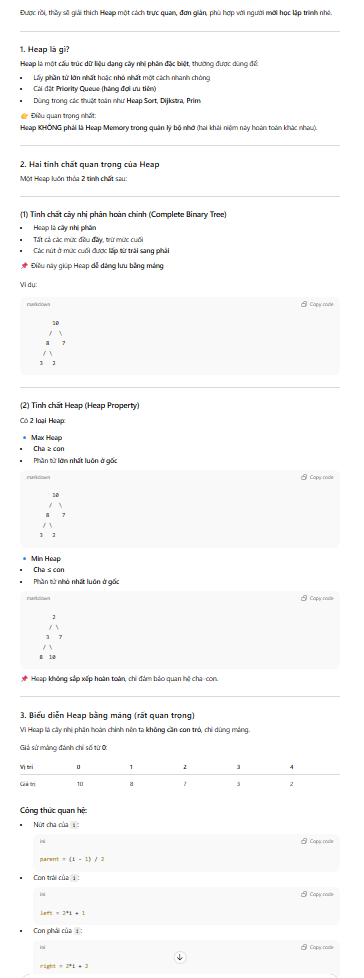 Được rồi, thầy sẽ giải thích Heap một cách trực quan, đơn giản, phù hợp với người mới học lập trình nhé.
1. Heap là gì?
Heap là một cấu trúc dữ liệu dạng cây nhị phân đặc biệt, thường được dùng để:
• Lấy phần tử lớn nhất hoặc nhỏ nhất một cách nhanh chóng
• Cài đặt Priority Queue (hàng đợi ưu tiên)
• Dùng trong các thuật toán như Heap Sort, Dijkstra, Prim
👉 Điều quan trọng nhất:
Heap KHÔNG phải là Heap Memory trong quản lý bộ nhớ (hai khái niệm này hoàn toàn khác nhau).
2. Hai tính chất quan trọng của Heap
Một Heap luôn thỏa 2 tính chất sau:
(1) Tính chất cây nhị phân hoàn chỉnh (Complete Binary Tree)
• Heap là cây nhị phân
• Tất cả các mức đều đầy, trừ mức cuối
• Các nút ở mức cuối được lấp từ trái sang phải
📌 Điều này giúp Heap dễ dàng lưu bằng mảng
Ví dụ:
markdown Copy code
10
/ \
8 7
/ \
3 2
(2) Tính chất Heap (Heap Property)
Có 2 loại Heap:
🔹 Max Heap
• Cha ≥ con
• Phần tử lớn nhất luôn ở gốc
markdown Copy code
10
/ \
8 7
/ \
3 2
🔹 Min Heap
• Cha ≤ con
• Phần tử nhỏ nhất luôn ở gốc
markdown Copy code
2
/ \
3 7
/ \
8 10
📌 Heap không sắp xếp hoàn toàn, chỉ đảm bảo quan hệ cha-con.
3. Biểu diễn Heap bằng mảng (rất quan trọng)
Vì Heap là cây nhị phân hoàn chỉnh nên ta không cần con trỏ, chỉ dùng mảng.
Giả sử mảng đánh chỉ số từ 0:
Vị trí 0 1 2 3 4
Giá trị 10 8 7 3 2
Công thức quan hệ:
• Nút cha của i:
ini Copy code
parent = (i - 1) / 2
• Con trái của i:
ini Copy code
left = 2*i + 1
• Con phải của i:
ini Copy code
right = 2*i + 2